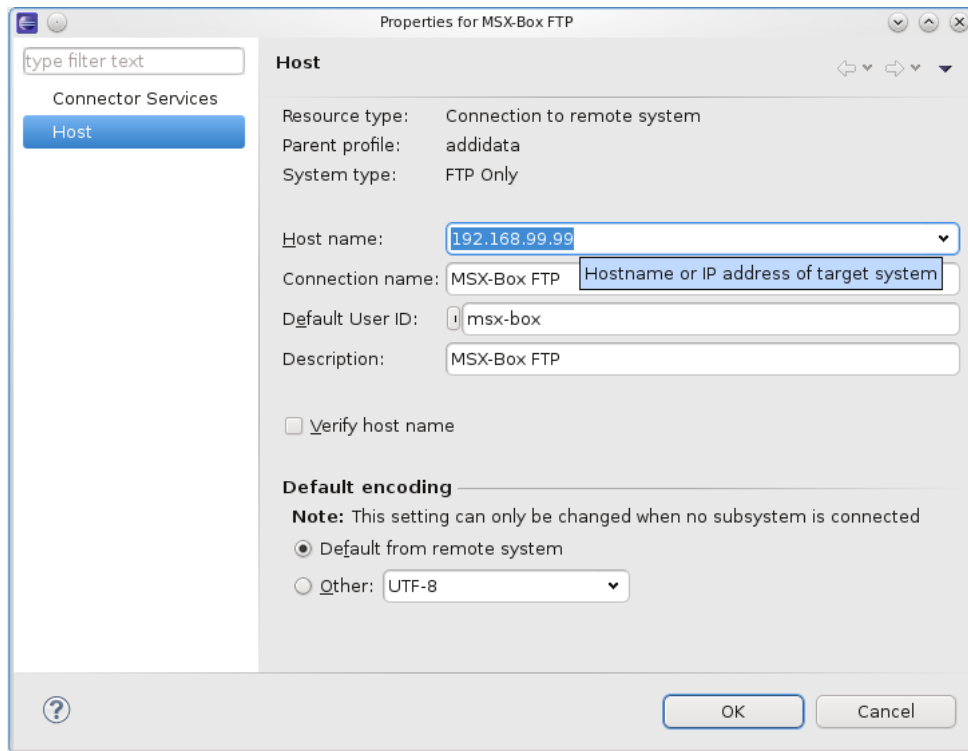 Properties for MSX-Box FTP
type filter text
Connector Services
Host
Host
Resource type: Connection to remote system
Parent profile: addidata
System type: FTP Only
Host name: 192.168.99.99
Hostname or IP address of target system
Connection name: MSX-Box FTP
Default User ID: msx-box
Description: MSX-Box FTP
Verify host name
Default encoding
Note: This setting can only be changed when no subsystem is connected
Default from remote system
Other: UTF-8
?
OK Cancel